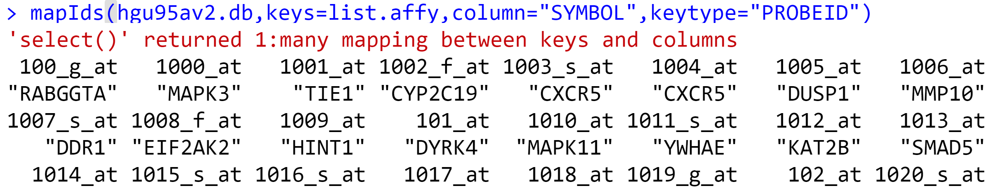 > mapIds(hgu95av2.db,keys=list.affy,column="SYMBOL",keytype="PROBEID")
'select()' returned 1:many mapping between keys and columns
100_g_at 1000_at 1001_at 1002_f_at 1003_s_at 1004_at 1005_at 1006_at
"RABGGTA" "MAPK3" "TIE1" "CYP2C19" "CXCR5" "CXCR5" "DUSP1" "MMP10"
1007_s_at 1008_f_at 1009_at 101_at 1010_at 1011_s_at 1012_at 1013_at
"DDR1" "EIF2AK2" "HINT1" "DYRK4" "MAPK11" "YWHAE" "KAT2B" "SMAD5"
1014_at 1015_s_at 1016_s_at 1017_at 1018_at 1019_g_at 102_at 1020_s_at